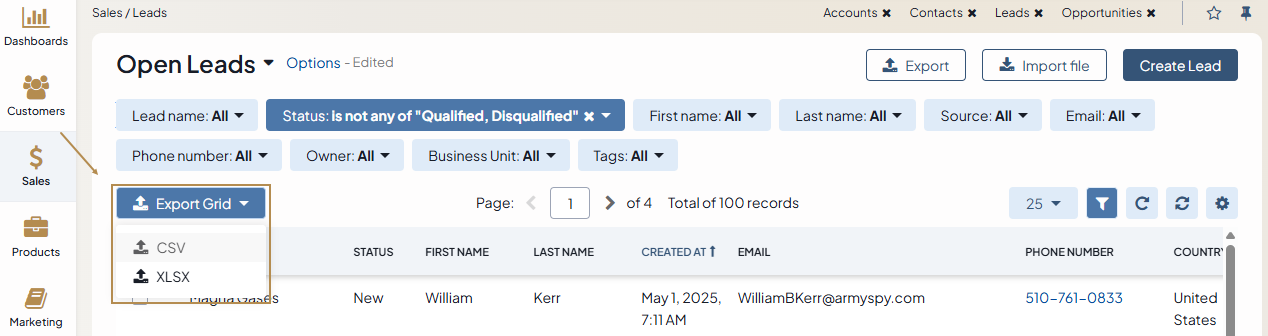 Sales / Leads
Accounts ✖ Contacts ✖ Leads ✖ Opportunities ✖
Dashboards
Customers
Sales
Products
Marketing
Open Leads Options - Edited
Export Import file Create Lead
Lead name: All Status: is not any of "Qualified, Disqualified" ✖ First name: All Last name: All Source: All Email: All
Phone number: All Owner: All Business Unit: All Tags: All
Export Grid Page: 1 of 4 Total of 100 records 25
CSV
XLSX
STATUS FIRST NAME LAST NAME CREATED AT ↑ EMAIL PHONE NUMBER COUNTRY
Magna Gases New William Kerr May 1, 2025, WilliamBKerr@armyspy.com 510-761-0833 United
7:11 AM States